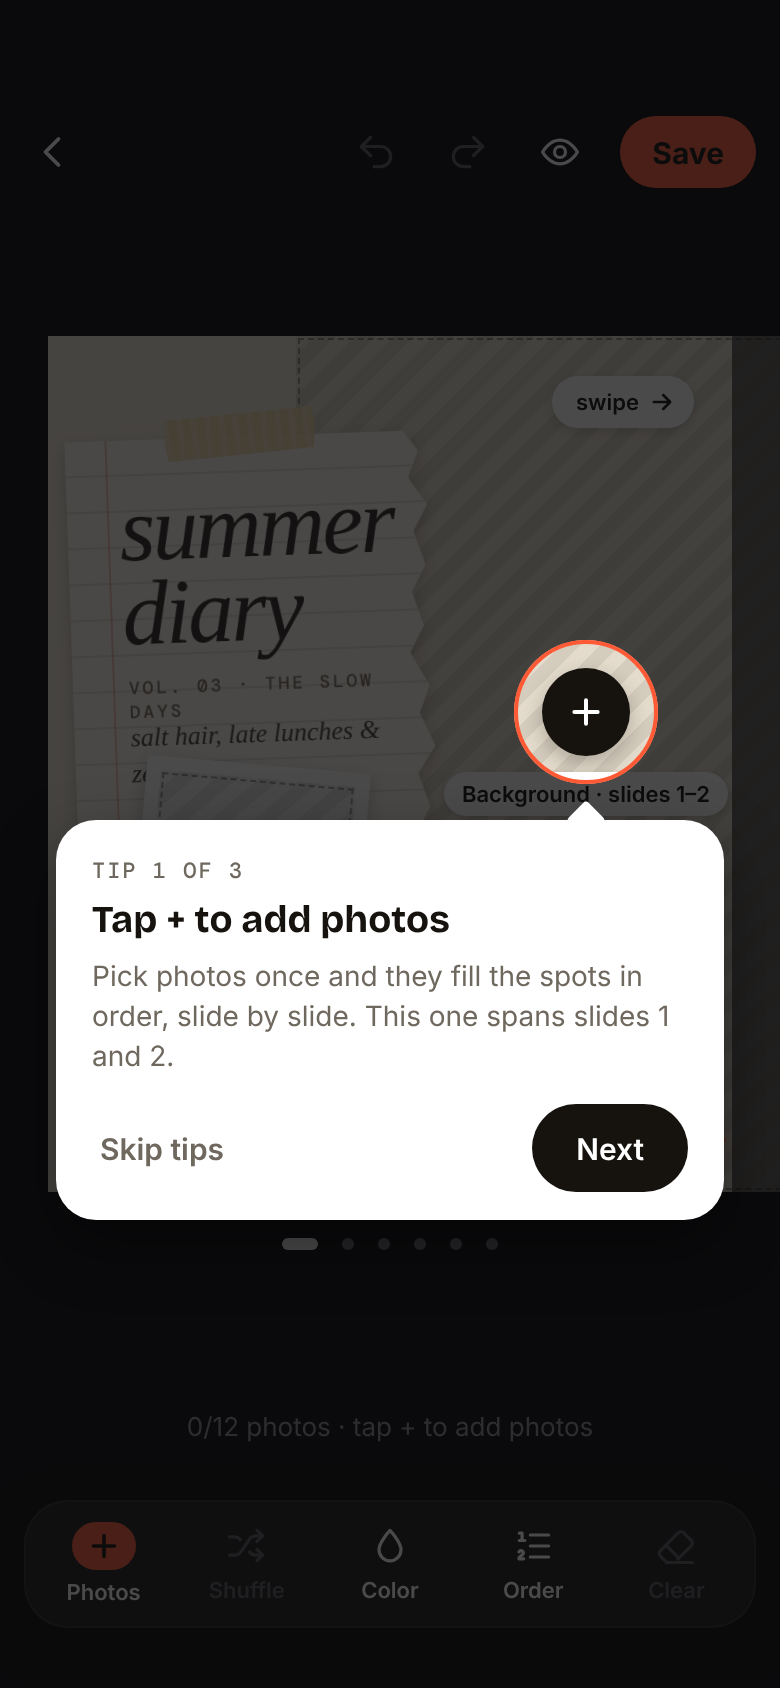 Save
swipe →
summer
diary
VOL. 03 · THE SLOW
DAYS
salt hair, late lunches &
Background · slides 1–2
TIP 1 OF 3
Tap + to add photos
Pick photos once and they fill the spots in
order, slide by slide. This one spans slides 1
and 2.
Skip tips
Next
0/12 photos · tap + to add photos
Photos
Shuffle
Color
Order
Clear